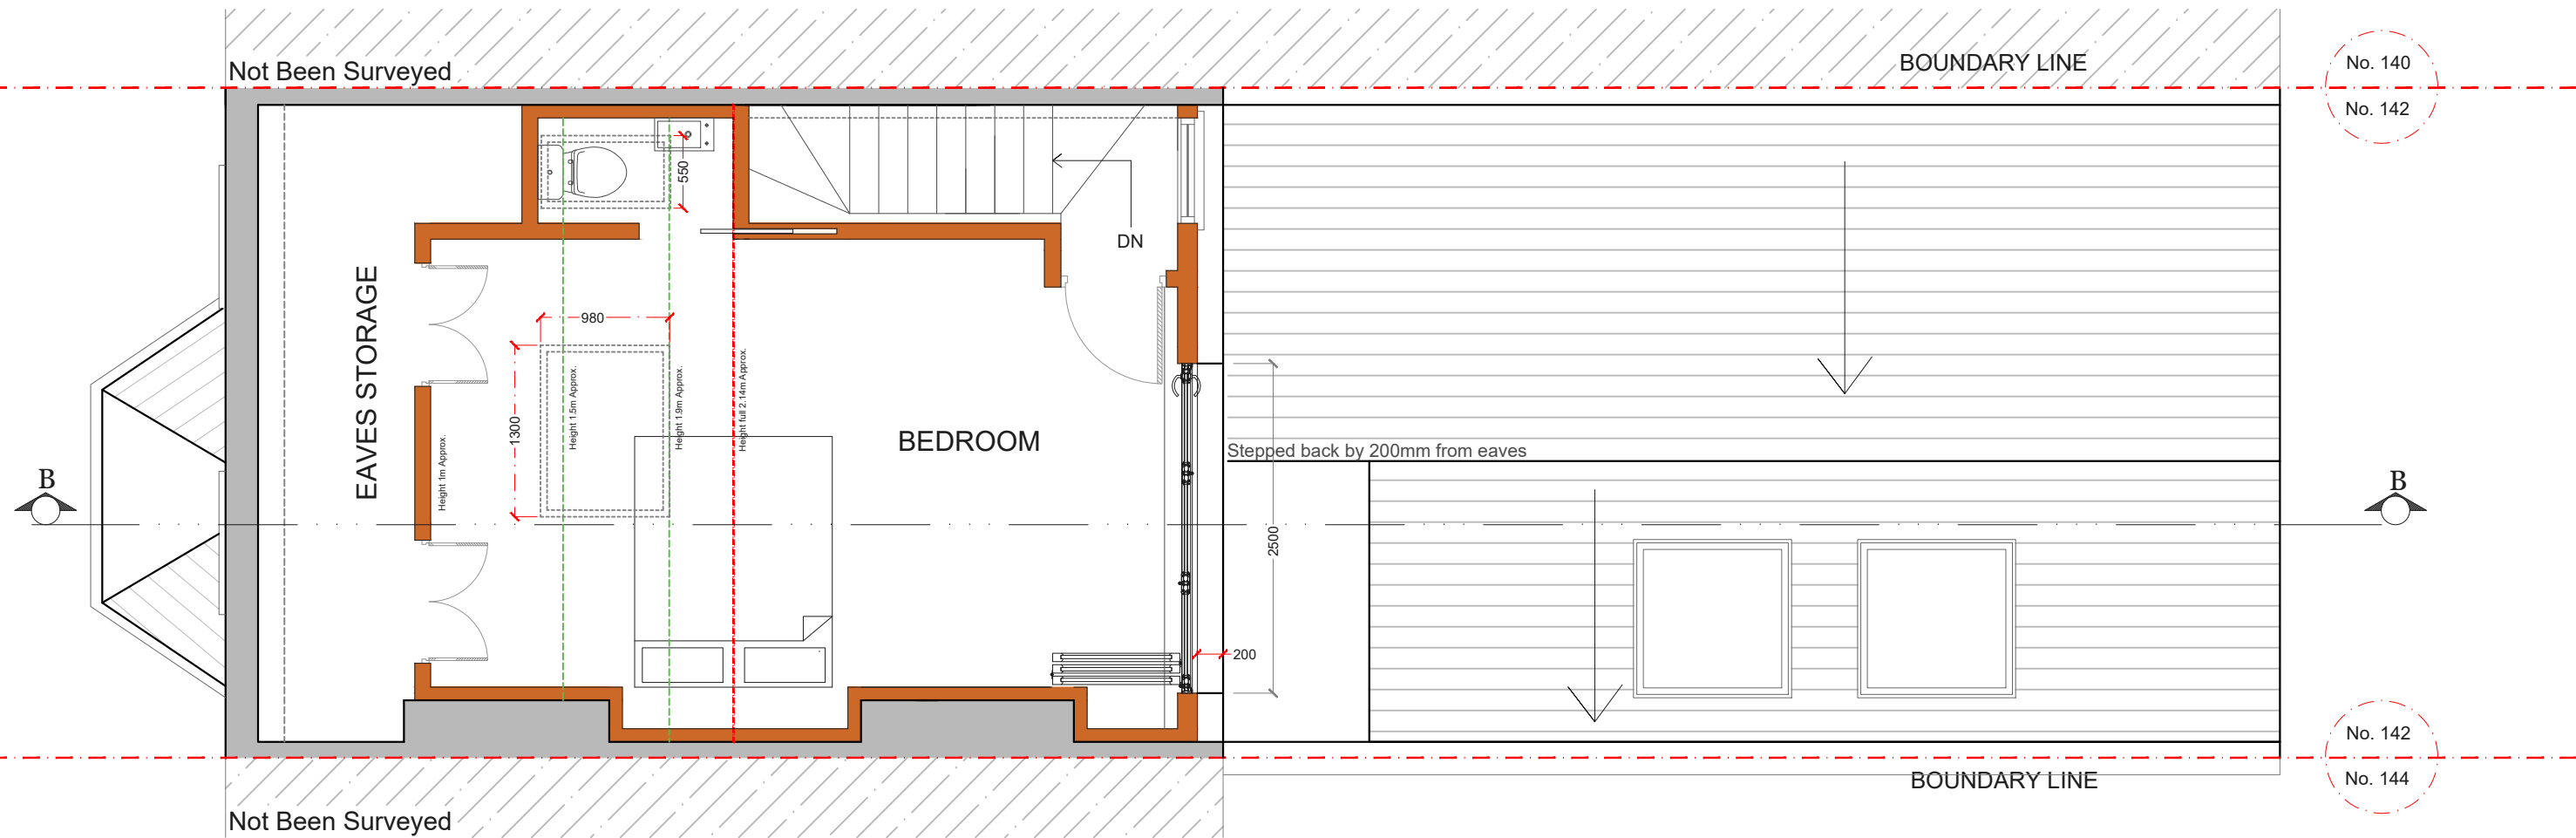 Not Been Surveyed
BOUNDARY LINE
No. 140
No. 142
550
DN
EAVES STORAGE
980
1300
Height 1m Approx.
Height 1.5m Approx.
Height 1.9m Approx.
Height full 2.14m Approx.
BEDROOM
Stepped back by 200mm from eaves
B
B
2500
200
No. 142
No. 144
BOUNDARY LINE
Not Been Surveyed